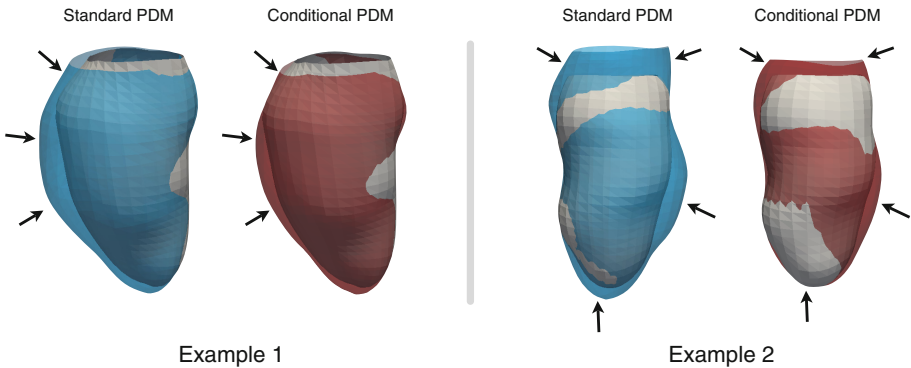 Standard PDM
Conditional PDM
Standard PDM
Conditional PDM
Example 1
Example 2